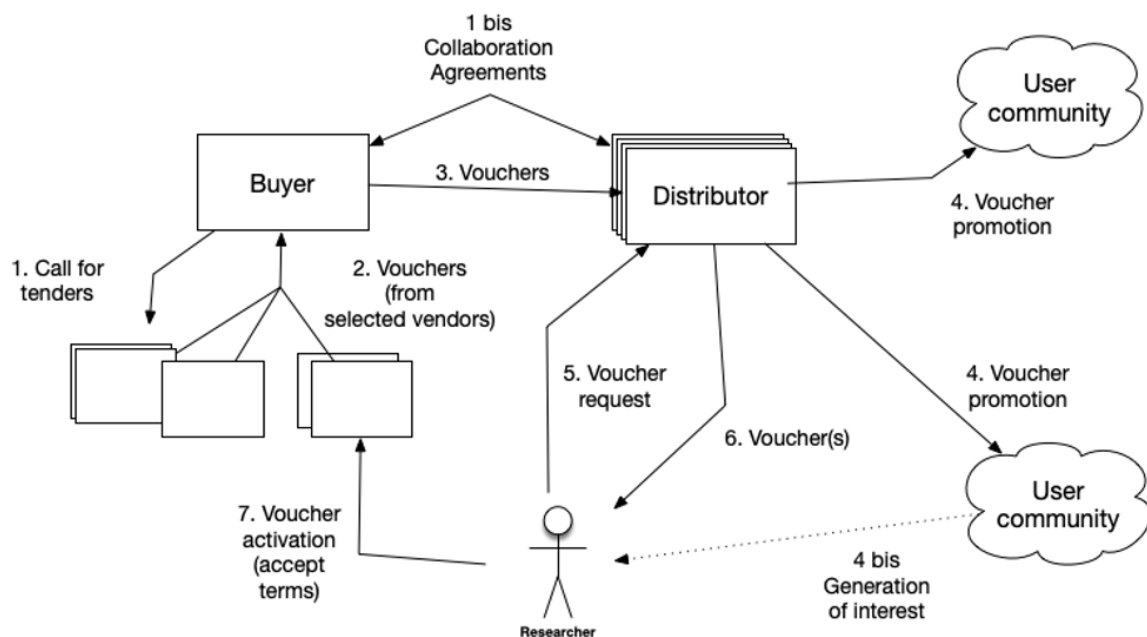 1 bis
Collaboration
Agreements
User
community
Buyer
3. Vouchers
Distributor
4. Voucher
promotion
1. Call for
tenders
2. Vouchers
(from
selected vendors)
5. Voucher
request
4. Voucher
promotion
6. Voucher(s)
7. Voucher
activation
(accept
terms)
User
community
4 bis
Generation
of interest
Researcher